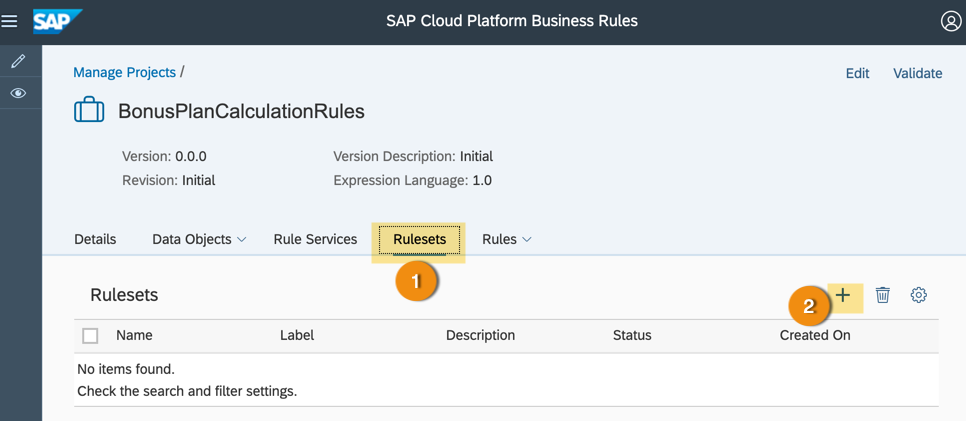 SAP SAP Cloud Platform Business Rules
Manage Projects / Edit Validate
BonusPlanCalculationRules
Version: 0.0.0 Version Description: Initial
Revision: Initial Expression Language: 1.0
Details Data Objects Rule Services Rulesets Rules
1
Rulesets 2
Name Label Description Status Created On
No items found.
Check the search and filter settings.